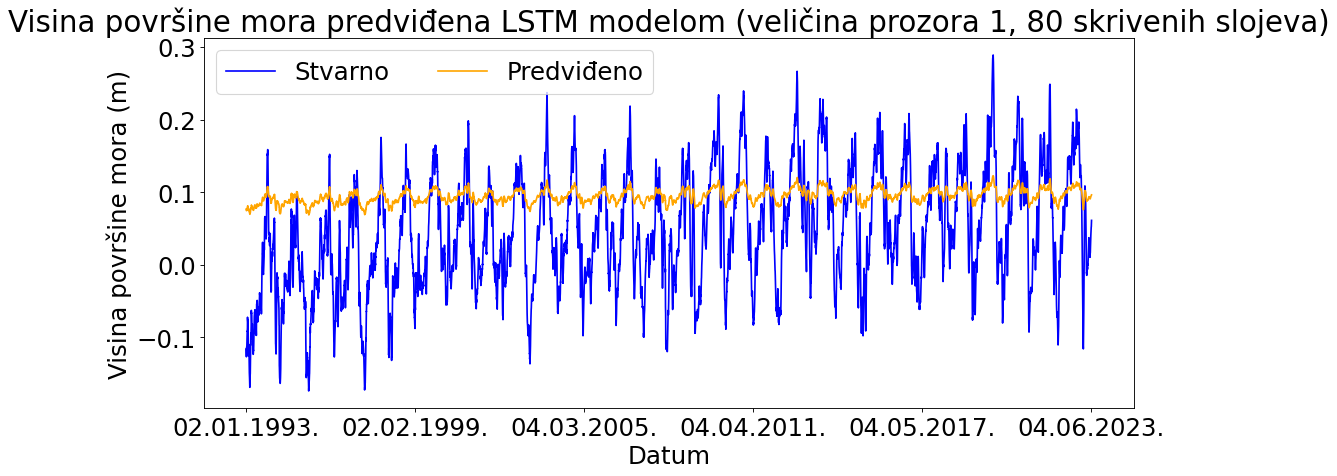 Visina površine mora predviđena LSTM modelom (veličina prozora 1, 80 skrivenih slojeva)
Stvarno Predviđeno
Visina površine mora (m)
0.3
0.2
0.1
0.0
−0.1
02.01.1993. 02.02.1999. 04.03.2005. 04.04.2011. 04.05.2017. 04.06.2023.
Datum